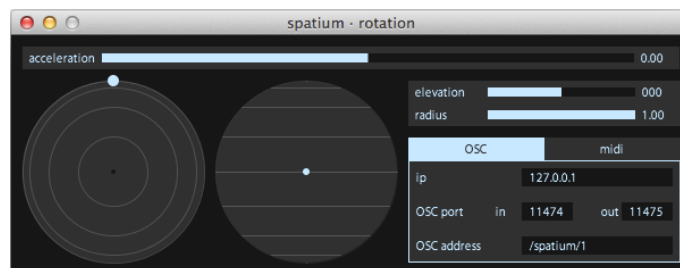 spatium · rotation
acceleration 0.00
elevation 000
radius 1.00
OSC midi
ip 127.0.0.1
OSC port in 11474 out 11475
OSC address /spatium/1